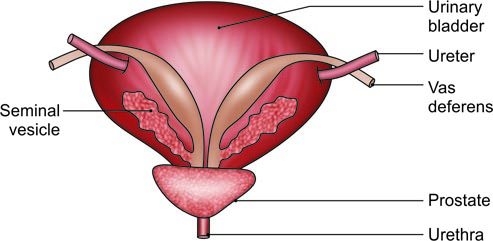 Urinary
bladder
Ureter
Vas
deferens
Seminal
vesicle
Prostate
Urethra